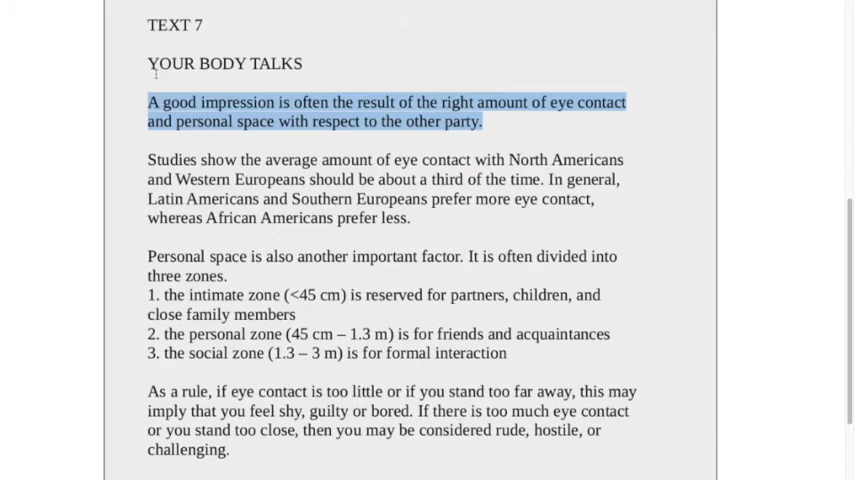 TEXT 7
YOUR BODY TALKS
A good impression is often the result of the right amount of eye contact
and personal space with respect to the other party.
Studies show the average amount of eye contact with North Americans
and Western Europeans should be about a third of the time. In general,
Latin Americans and Southern Europeans prefer more eye contact,
whereas African Americans prefer less.
Personal space is also another important factor. It is often divided into
three zones.
1. the intimate zone (<45 cm) is reserved for partners, children, and
close family members
2. the personal zone (45 cm – 1.3 m) is for friends and acquaintances
3. the social zone (1.3 – 3 m) is for formal interaction
As a rule, if eye contact is too little or if you stand too far away, this may
imply that you feel shy, guilty or bored. If there is too much eye contact
or you stand too close, then you may be considered rude, hostile, or
challenging.